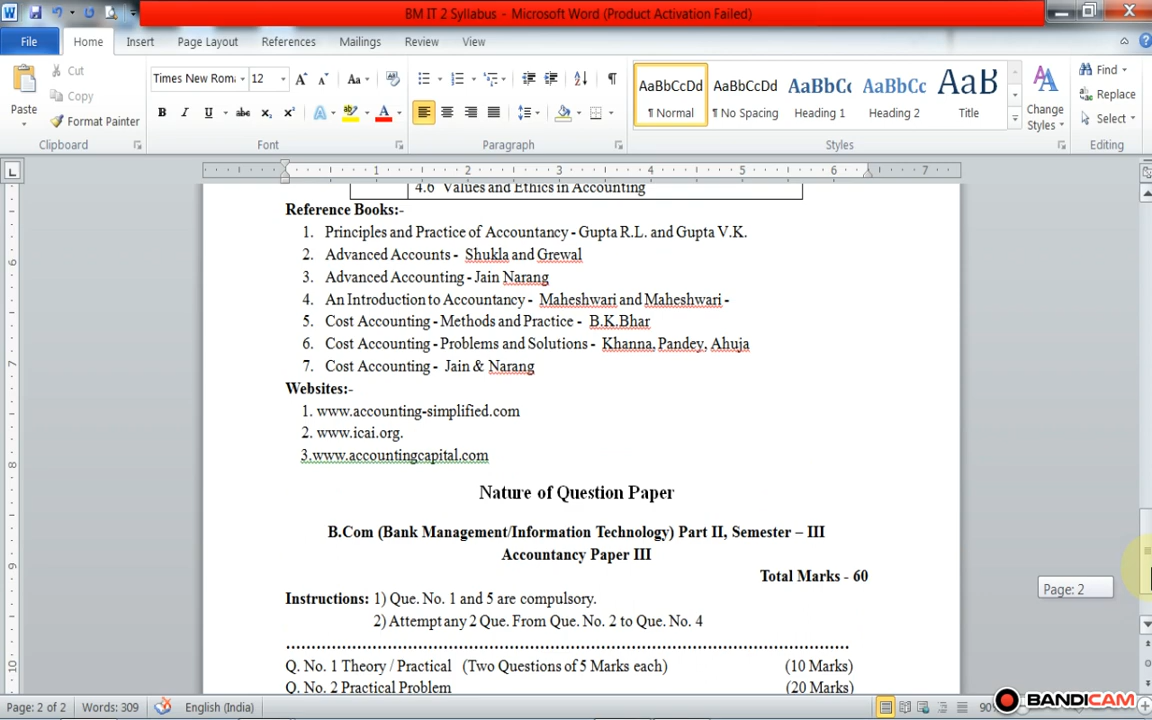 BM IT 2 Syllabus - Microsoft Word (Product Activation Failed)
File Home Insert Page Layout References Mailings Review View
Paste
Cut
Copy
Format Painter
Clipboard
Times New Rom. 12
Font
Paragraph
AaBbCcDd AaBbCcDd AaBbCc AaBbCc AaB
¶ Normal ¶ No Spacing Heading 1 Heading 2 Title
Styles
Change
Styles
Find
Replace
Select
Editing
4.6 Values and Ethics in Accounting
Reference Books:-
1. Principles and Practice of Accountancy - Gupta R.L. and Gupta V.K.
2. Advanced Accounts - Shukla and Grewal
3. Advanced Accounting - Jain Narang
4. An Introduction to Accountancy - Maheshwari and Maheshwari -
5. Cost Accounting - Methods and Practice - B.K.Bhar
6. Cost Accounting - Problems and Solutions - Khanna, Pandey, Ahuja
7. Cost Accounting - Jain & Narang
Websites:-
1. www.accounting-simplified.com
2. www.icai.org.
3.www.accountingcapital.com
Nature of Question Paper
B.Com (Bank Management/Information Technology) Part II, Semester – III
Accountancy Paper III
Total Marks - 60
Instructions: 1) Que. No. 1 and 5 are compulsory.
2) Attempt any 2 Que. From Que. No. 2 to Que. No. 4
Q. No. 1 Theory / Practical (Two Questions of 5 Marks each) (10 Marks)
Q. No. 2 Practical Problem (20 Marks)
Page: 2
Page: 2 of 2 Words: 309 English (India) 90%
BANDICAM